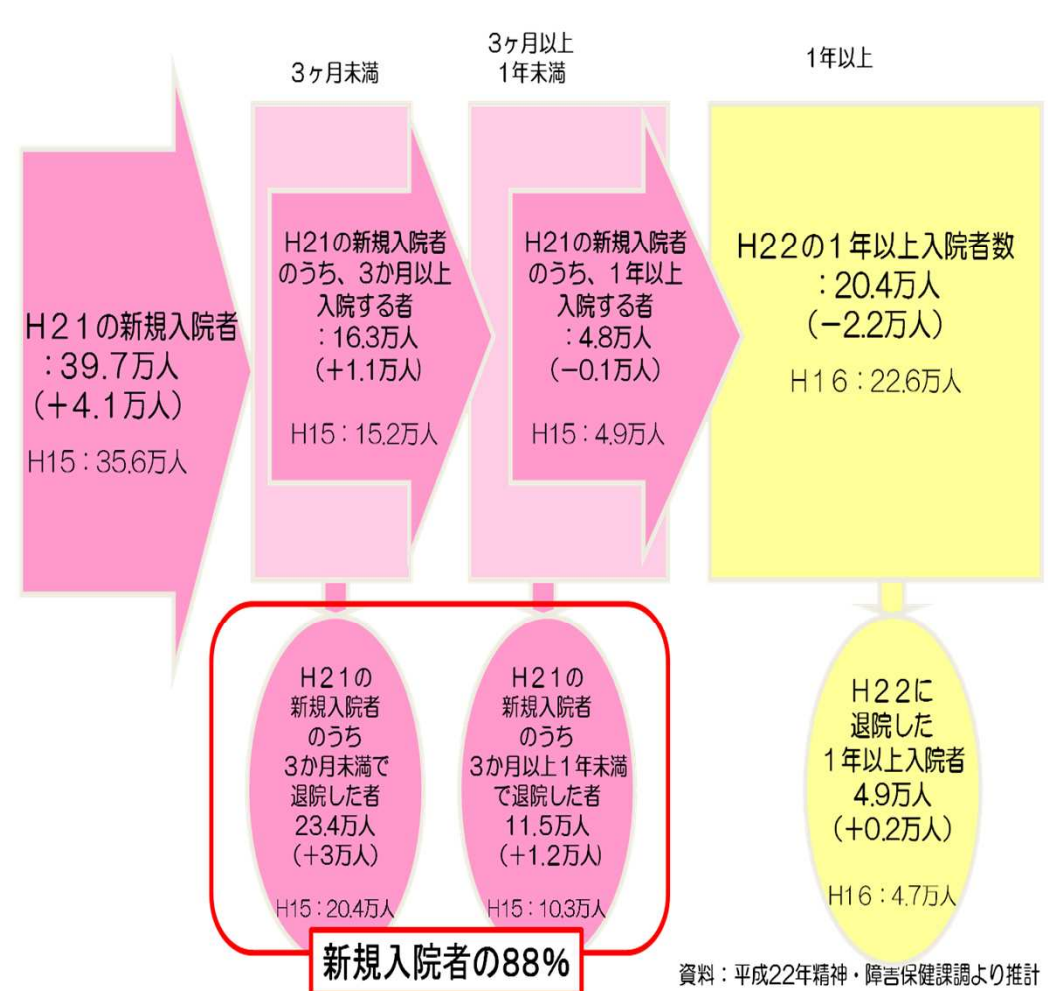 3ヶ月未満
3ヶ月以上
1年未満
1年以上
H21の新規入院者
:39.7万人
(+4.1万人)
H15:35.6万人
H21の新規入院者
のうち、3か月以上
入院する者
:16.3万人
(+1.1万人)
H15:15.2万人
H21の新規入院者
のうち、1年以上
入院する者
:4.8万人
(-0.1万人)
H15:4.9万人
H22の1年以上入院者数
:20.4万人
(-2.2万人)
H16:22.6万人
H21の
新規入院者
のうち
3か月未満で
退院した者
23.4万人
(+3万人)
H15:20.4万人
H21の
新規入院者
のうち
3か月以上1年未満
で退院した者
11.5万人
(+1.2万人)
H15:10.3万人
H22に
退院した
1年以上入院者
4.9万人
(+0.2万人)
H16:4.7万人
新規入院者の88%
資料:平成22年精神・障害保健課調より推計